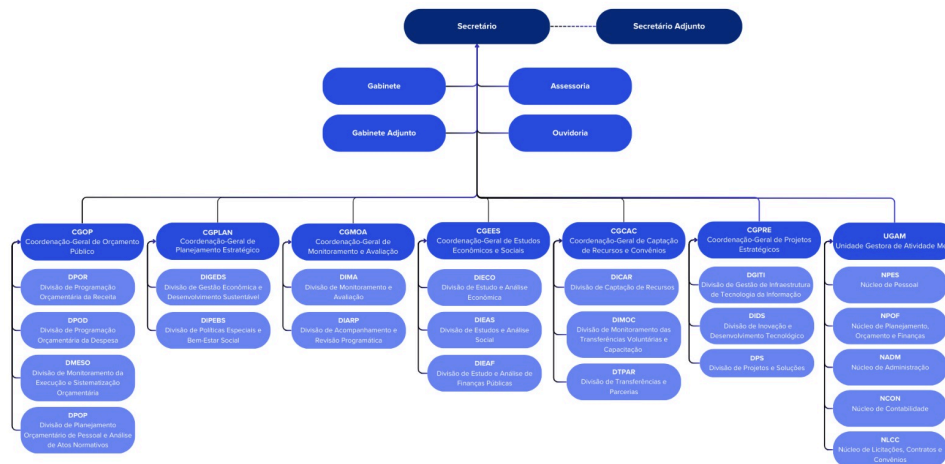 Secretário
Secretário Adjunto
Gabinete
Assessoria
Gabinete Adjunto
Ouvidoria
CGOP
Coordenação-Geral de Orçamento
Público
DPOR
Divisão de Programação
Orçamentária da Receita
DPOD
Divisão de Programação
Orçamentária da Despesa
DMESO
Divisão de Monitoramento da
Execução e Sistematização
Orçamentária
DPOP
Divisão de Planejamento
Orçamentário de Pessoal e Análise
de Atos Normativos
CGPLAN
Coordenação-Geral de
Planejamento Estratégico
DIGEDS
Divisão de Gestão Econômica e
Desenvolvimento Sustentável
DIPEBS
Divisão de Políticas Especiais e
Bem-Estar Social
CGMOA
Coordenação-Geral de
Monitoramento e Avaliação
DIMA
Divisão de Monitoramento e
Avaliação
DIARP
Divisão de Acompanhamento e
Revisão Programática
CGEES
Coordenação-Geral de Estudos
Econômicos e Sociais
DIECO
Divisão de Estudo e Análise
Econômica
DIEAS
Divisão de Estudos e Análise
Social
DIEAF
Divisão de Estudo e Análise de
Finanças Públicas
CGCAC
Coordenação-Geral de Captação
de Recursos e Convênios
DICAR
Divisão de Captação de Recursos
DIMOC
Divisão de Monitoramento das
Transferências Voluntárias e
Capacitação
DTPAR
Divisão de Transferências e
Parcerias
CGPRE
Coordenação-Geral de Projetos
Estratégicos
DGITI
Divisão de Gestão de Infraestrutura
de Tecnologia da Informação
DIDS
Divisão de Inovação e
Desenvolvimento Tecnológico
DPS
Divisão de Projetos e Soluções
UGAM
Unidade Gestora de Atividade Me
NPES
Núcleo de Pessoal
NPOF
Núcleo de Planejamento,
Orçamento e Finanças
NADM
Núcleo de Administração
NCON
Núcleo de Contabilidade
NLCC
Núcleo de Licitações, Contratos e
Convênios